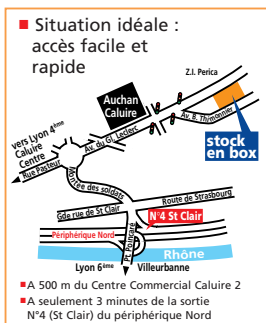 Situation idéale :
accès facile et
rapide
Z.I. Perica
Auchan
Caluire
Av. B. Thimonnier
vers Lyon 4ème
Caluire
Centre
Av. du Gl. Leclerc
Rue Pasteur
stock
en box
Montée des soldats
Route de Strasbourg
Gde rue de St Clair
N°4 St Clair
Périphérique Nord
Pt. Poincaré
Rhône
Lyon 6ème
Villeurbanne
A 500 m du Centre Commercial Caluire 2
A seulement 3 minutes de la sortie
N°4 (St Clair) du périphérique Nord